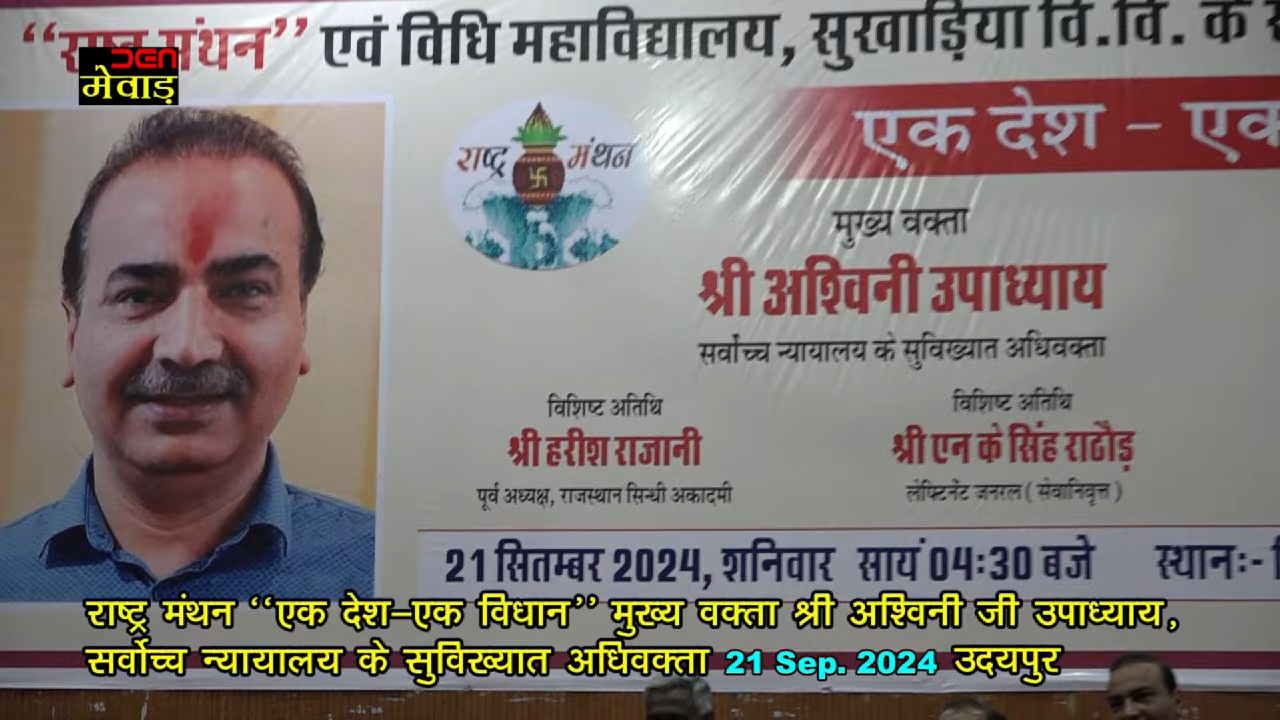 “राष्ट्र मंथन” एवं विधि महाविद्यालय, सुखाड़िया वि.वि. के
DEN
मेवाड़
राष्ट्र मंथन
एक देश - एक
मुख्य वक्ता
श्री अश्विनी उपाध्याय
सर्वोच्च न्यायालय के सुविख्यात अधिवक्ता
विशिष्ट अतिथि
श्री हरीश राजानी
पूर्व अध्यक्ष, राजस्थान सिन्धी अकादमी
विशिष्ट अतिथि
श्री एन के सिंह राठौड़
लेफ्टिनेंट जनरल ( सेवानिवृत्त )
21 सितम्बर 2024, शनिवार सायं 04:30 बजे स्थानः-
राष्ट्र मंथन “एक देश-एक विधान” मुख्य वक्ता श्री अश्विनी जी उपाध्याय,
सर्वोच्च न्यायालय के सुविख्यात अधिवक्ता 21 Sep. 2024 उदयपुर